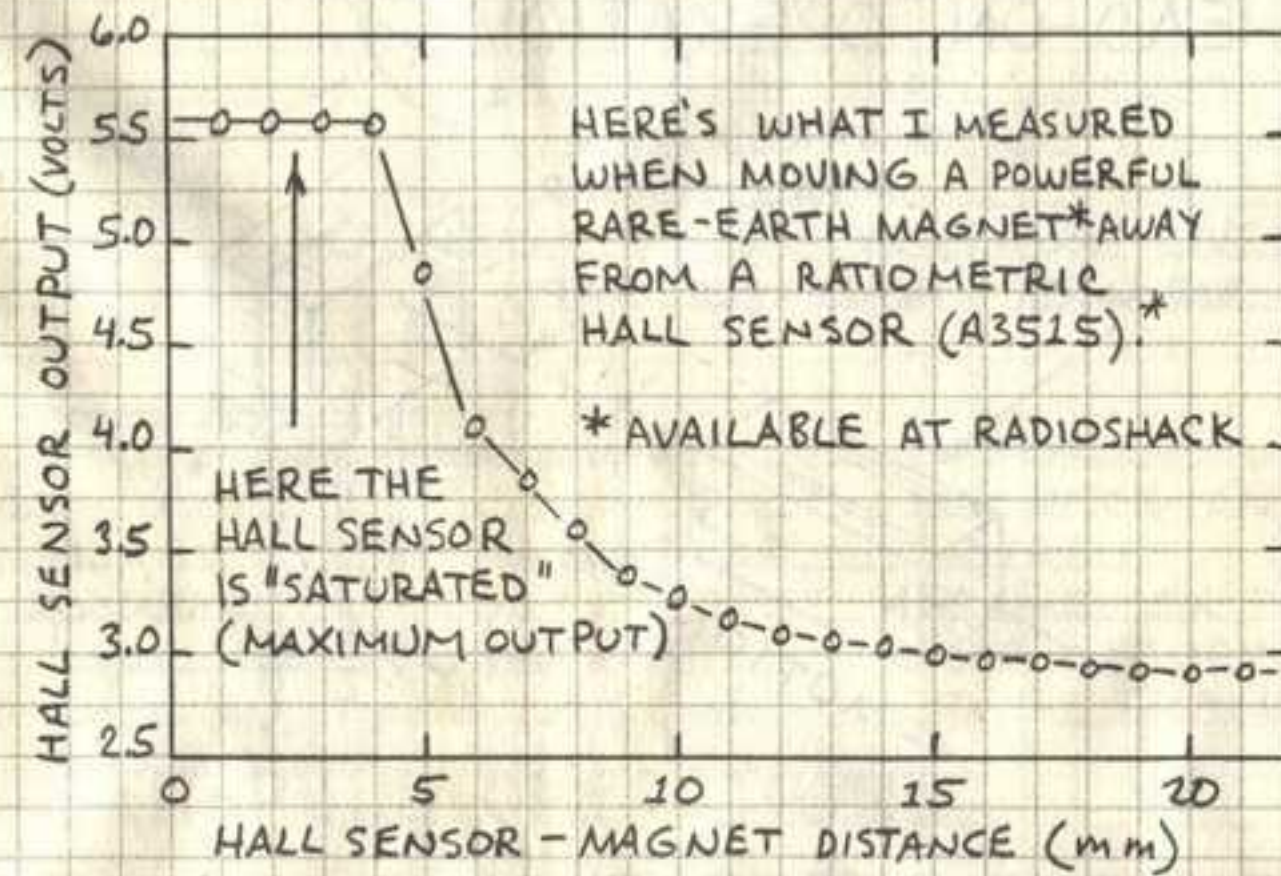 HALL SENSOR OUTPUT (VOLTS)
6.0
5.5
5.0
4.5
4.0
3.5
3.0
2.5
HERE'S WHAT I MEASURED
WHEN MOVING A POWERFUL
RARE-EARTH MAGNET* AWAY
FROM A RATIOMETRIC
HALL SENSOR (A3515).*
* AVAILABLE AT RADIOSHACK
HERE THE
HALL SENSOR
IS "SATURATED"
(MAXIMUM OUTPUT)
0 5 10 15 20
HALL SENSOR - MAGNET DISTANCE (mm)